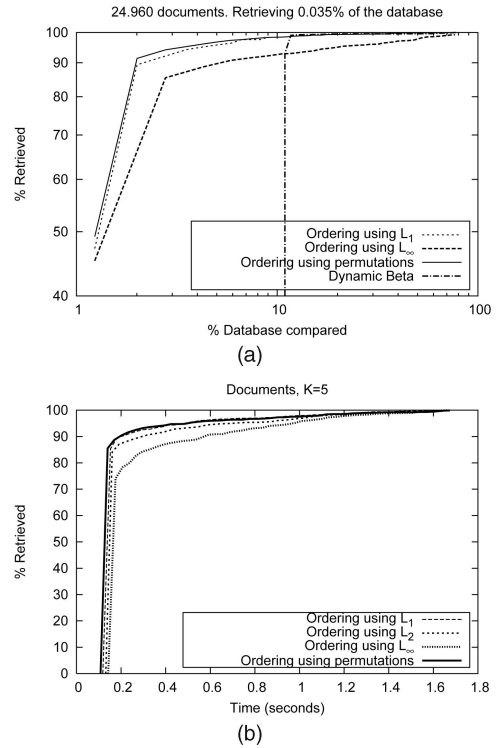 24.960 documents. Retrieving 0.035% of the database
100
90
80
70
60
50
40
% Retrieved
Ordering using L1
Ordering using L∞
Ordering using permutations
Dynamic Beta
1 10 100
% Database compared
(a)
Documents, K=5
100
90
80
70
60
50
40
30
20
10
0
% Retrieved
Ordering using L1
Ordering using L2
Ordering using L∞
Ordering using permutations
0 0.2 0.4 0.6 0.8 1 1.2 1.4 1.6 1.8
Time (seconds)
(b)